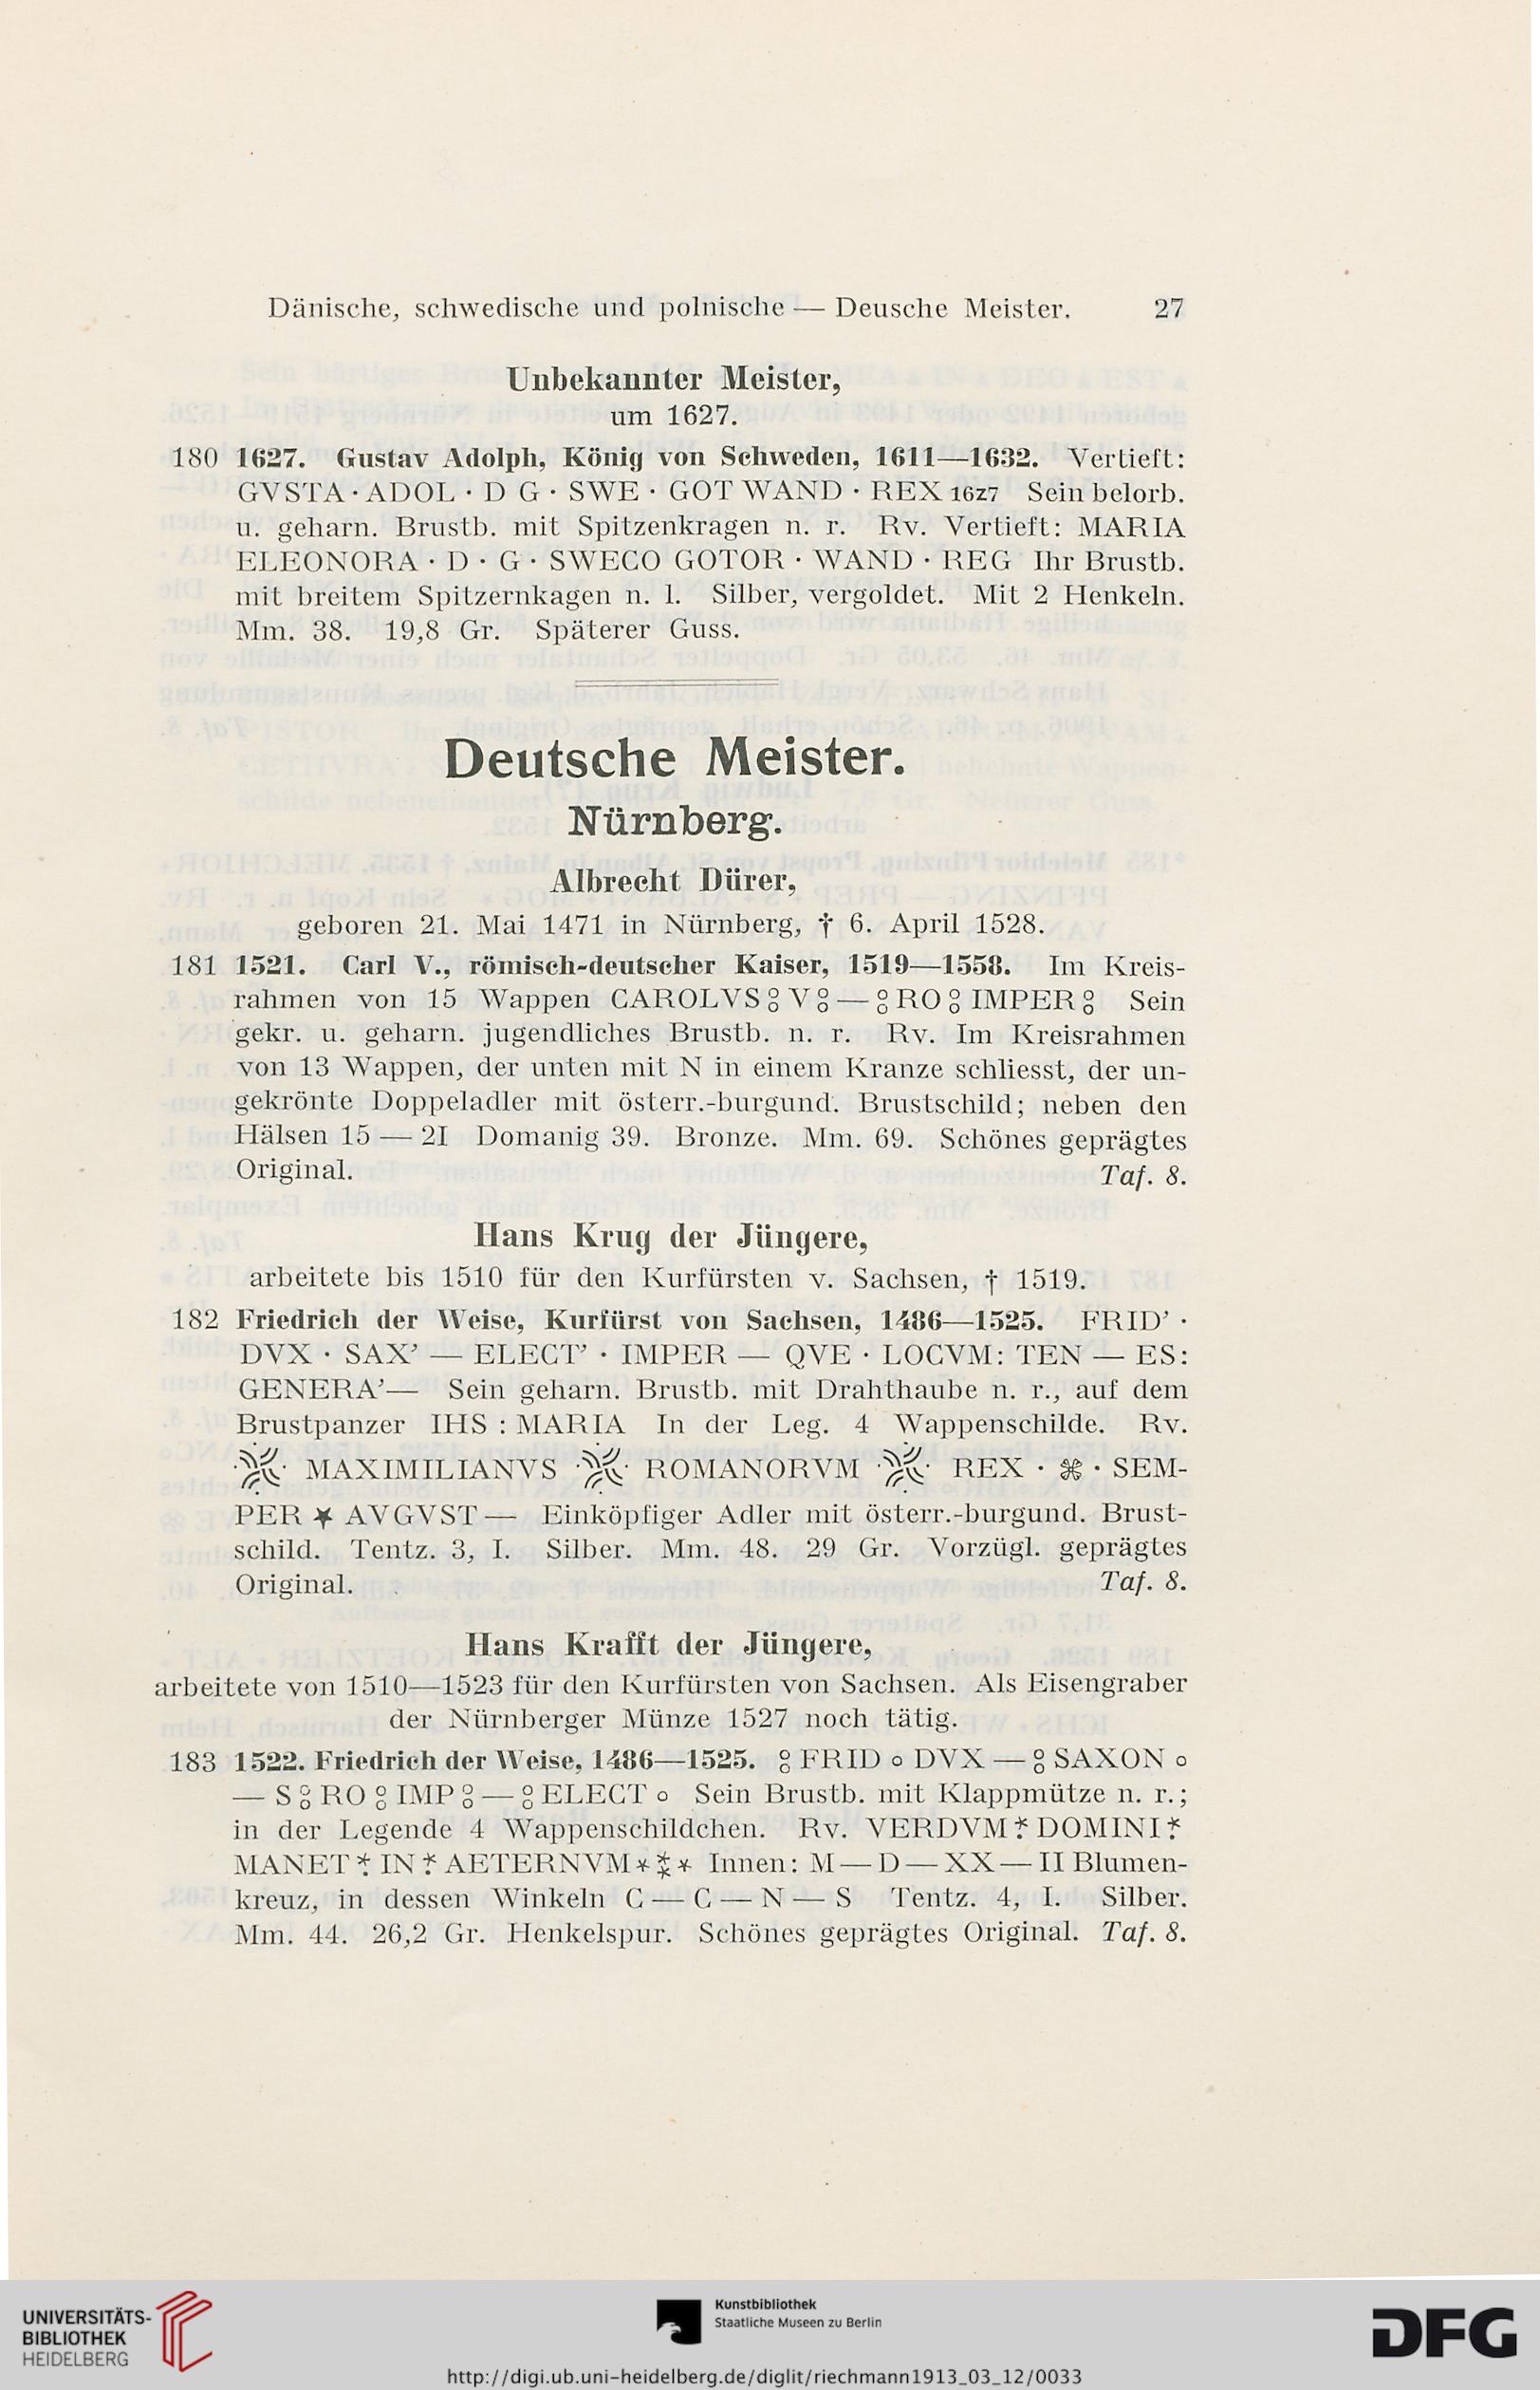 Dänische, schwedische und polnische — Deusche Meister. 27
Unbekannter Meister,
um 1627.
180 1627. Gustav Adolph, König von Schweden, 1611—1632. Vertieft:
GVSTA · ADOL · D G · SWE · GOT WAND · REX 16z7 Sein belorb.
u. geharn. Brustb. mit Spitzenkragen n. r. Rv. Vertieft: MARIA
ELEONORA · D · G · SWECO GOTOR · WAND · REG Ihr Brustb.
mit breitem Spitzernkagen n. l. Silber, vergoldet. Mit 2 Henkeln.
Mm. 38. 19,8 Gr. Späterer Guss.
Deutsche Meister.
Nürnberg.
Albrecht Dürer,
geboren 21. Mai 1471 in Nürnberg, † 6. April 1528.
181 1521. Carl V., römisch-deutscher Kaiser, 1519—1558. Im Kreis-
rahmen von 15 Wappen CAROLVS ° V ° — ° RO ° IMPER ° Sein
gekr. u. geharn. jugendliches Brustb. n. r. Rv. Im Kreisrahmen
von 13 Wappen, der unten mit N in einem Kranze schliesst, der un-
gekrönte Doppeladler mit österr.-burgund. Brustschild; neben den
Hälsen 15 — 2I Domanig 39. Bronze. Mm. 69. Schönes geprägtes
Original. Taf. 8.
Hans Krug der Jüngere,
arbeitete bis 1510 für den Kurfürsten v. Sachsen, † 1519.
182 Friedrich der Weise, Kurfürst von Sachsen, 1486—1525. FRID’ ·
DVX · SAX’ — ELECT’ · IMPER — QVE · LOCVM: TEN — ES:
GENERA’— Sein geharn. Brustb. mit Drahthaube n. r., auf dem
Brustpanzer IHS : MARIA In der Leg. 4 Wappenschilde. Rv.
MAXIMILIANVS ROMANORVM REX · ⌘ · SEM-
PER ★ AVGVST — Einköpfiger Adler mit österr.-burgund. Brust-
schild. Tentz. 3, I. Silber. Mm. 48. 29 Gr. Vorzügl. geprägtes
Original. Taf. 8.
Hans Krafft der Jüngere,
arbeitete von 1510—1523 für den Kurfürsten von Sachsen. Als Eisengraber
der Nürnberger Münze 1527 noch tätig.
183 1522. Friedrich der Weise, 1486—1525. ° FRID o DVX — ° SAXON o
— S ° RO ° IMP ° — ° ELECT o Sein Brustb. mit Klappmütze n. r.;
in der Legende 4 Wappenschildchen. Rv. VERDVM * DOMINI *
MANET * IN * AETERNVM * * * Innen: M — D — XX — II Blumen-
kreuz, in dessen Winkeln C — C — N — S Tentz. 4, I. Silber.
Mm. 44. 26,2 Gr. Henkelspur. Schönes geprägtes Original. Taf. 8.
UNIVERSITÄTS-
BIBLIOTHEK
HEIDELBERG
Kunstbibliothek
Staatliche Museen zu Berlin
http://digi.ub.uni-heidelberg.de/diglit/riechmann1913_03_12/0033
DFG